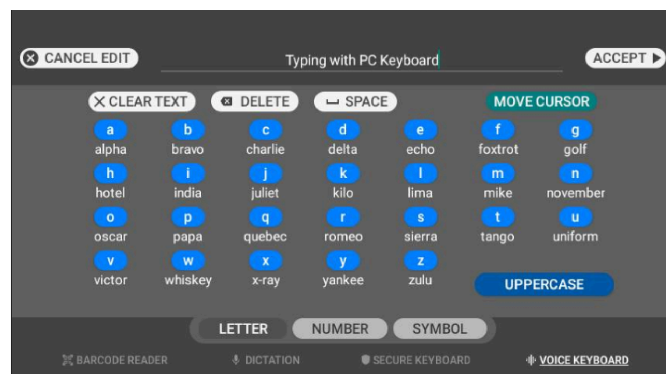 CANCEL EDIT Typing with PC Keyboard ACCEPT
CLEAR TEXT DELETE SPACE MOVE CURSOR
a b c d e f g
alpha bravo charlie delta echo foxtrot golf
h i j k l m n
hotel india juliet kilo lima mike november
o p q r s t u
oscar papa quebec romeo sierra tango uniform
v w x y z
victor whiskey x-ray yankee zulu UPPERCASE
LETTER NUMBER SYMBOL
BARCODE READER DICTATION SECURE KEYBOARD VOICE KEYBOARD